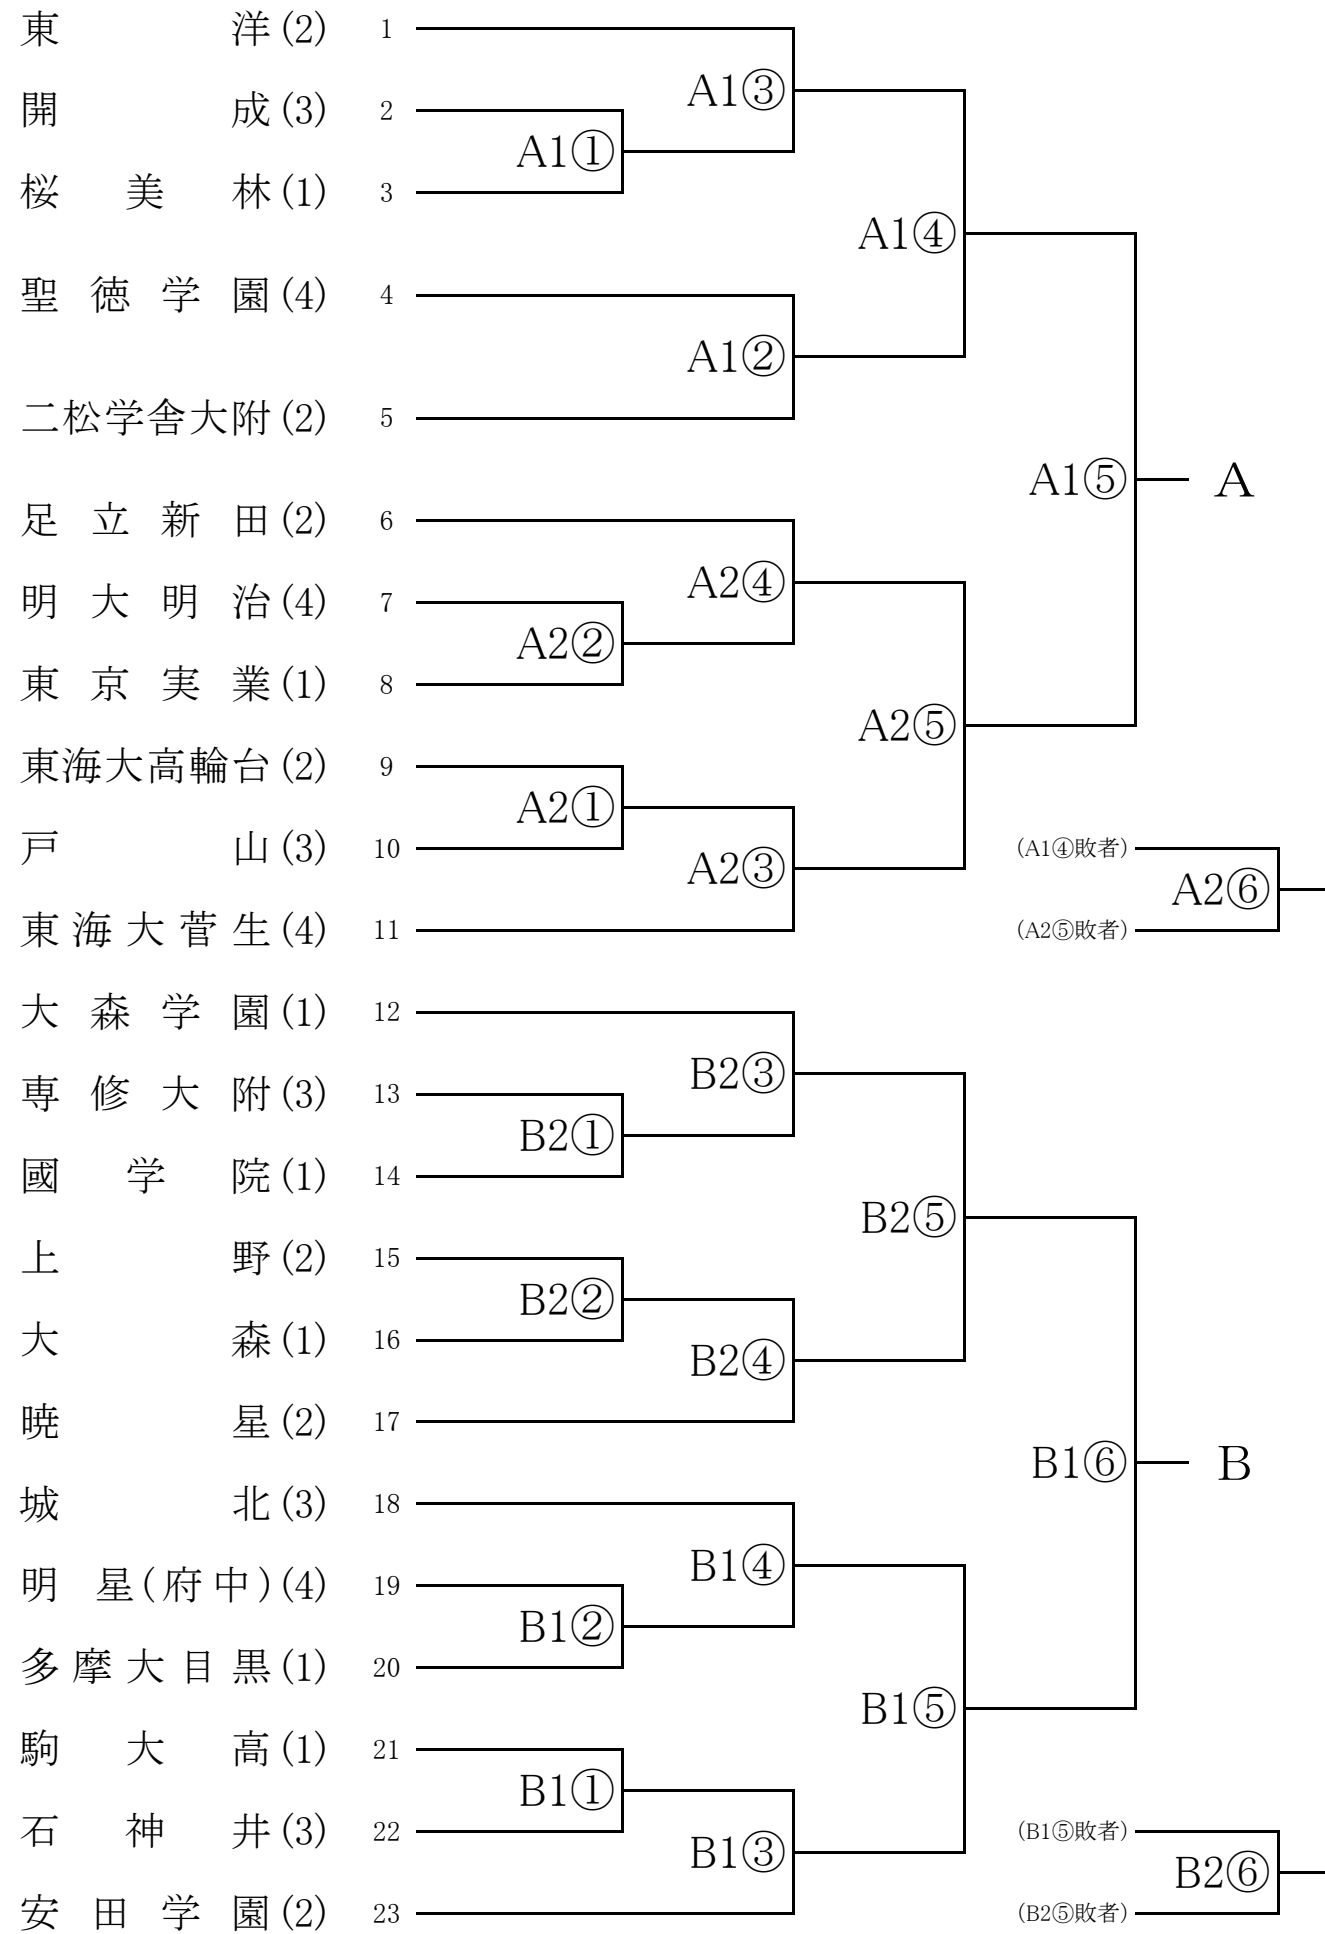 東洋(2) 1
A1③
開成(3) 2
A1①
桜美林(1) 3
A1④
聖徳学園(4) 4
A1②
二松学舎大附(2) 5
A1⑤ A
足立新田(2) 6
A2④
明大明治(4) 7
A2②
東京実業(1) 8
A2⑤
東海大高輪台(2) 9
A2①
戸山(3) 10 (A1④敗者)
A2③ A2⑥
東海大菅生(4) 11 (A2⑤敗者)
大森学園(1) 12
B2③
専修大附(3) 13
B2①
國学院(1) 14
B2⑤
上野(2) 15
B2②
大森(1) 16
B2④
暁星(2) 17
B1⑥ B
城北(3) 18
B1④
明星(府中)(4) 19
B1②
多摩大目黒(1) 20
B1⑤
駒大高(1) 21
B1①
石神井(3) 22 (B1⑤敗者)
B1③ B2⑥
安田学園(2) 23 (B2⑤敗者)